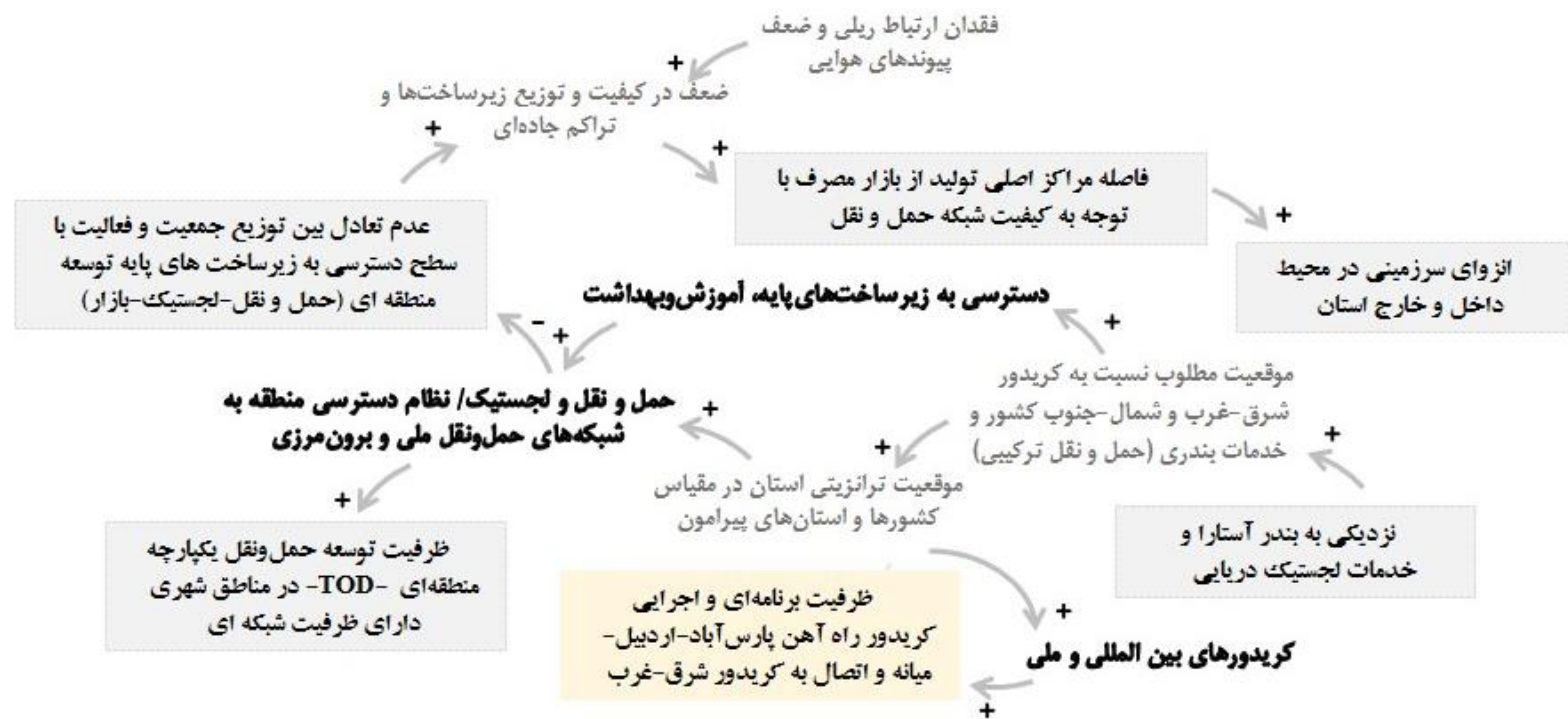 فقدان ارتباط ریلی و ضعف
پیوندهای هوایی
+
ضعف در کیفیت و توزیع زیرساخت‌ها و
تراکم جاده‌ای
+
+
فاصله مراکز اصلی تولید از بازار مصرف با
توجه به کیفیت شبکه حمل و نقل
+
انزوای سرزمینی در محیط
داخل و خارج استان
عدم تعادل بین توزیع جمعیت و فعالیت با
سطح دسترسی به زیرساخت های پایه توسعه
منطقه ای (حمل و نقل-لجستیک-بازار)
دسترسی به زیرساخت‌های‌پایه، آموزش‌وبهداشت
+
-
+
موقعیت مطلوب نسبت به کریدور
شرق-غرب و شمال-جنوب کشور و
خدمات بندری (حمل و نقل ترکیبی)
+
حمل و نقل و لجستیک/ نظام دسترسی منطقه به
شبکه‌های حمل‌ونقل ملی و برون‌مرزی
+
+
موقعیت ترانزیتی استان در مقیاس
کشورها و استان‌های پیرامون
نزدیکی به بندر آستارا و
خدمات لجستیک دریایی
+
ظرفیت توسعه حمل‌ونقل یکپارچه
منطقه‌ای -TOD- در مناطق شهری
دارای ظرفیت شبکه ای
ظرفیت برنامه‌ای و اجرایی
کریدور راه آهن پارس‌آباد-اردبیل-
میانه و اتصال به کریدور شرق-غرب
+
کریدورهای بین المللی و ملی
+